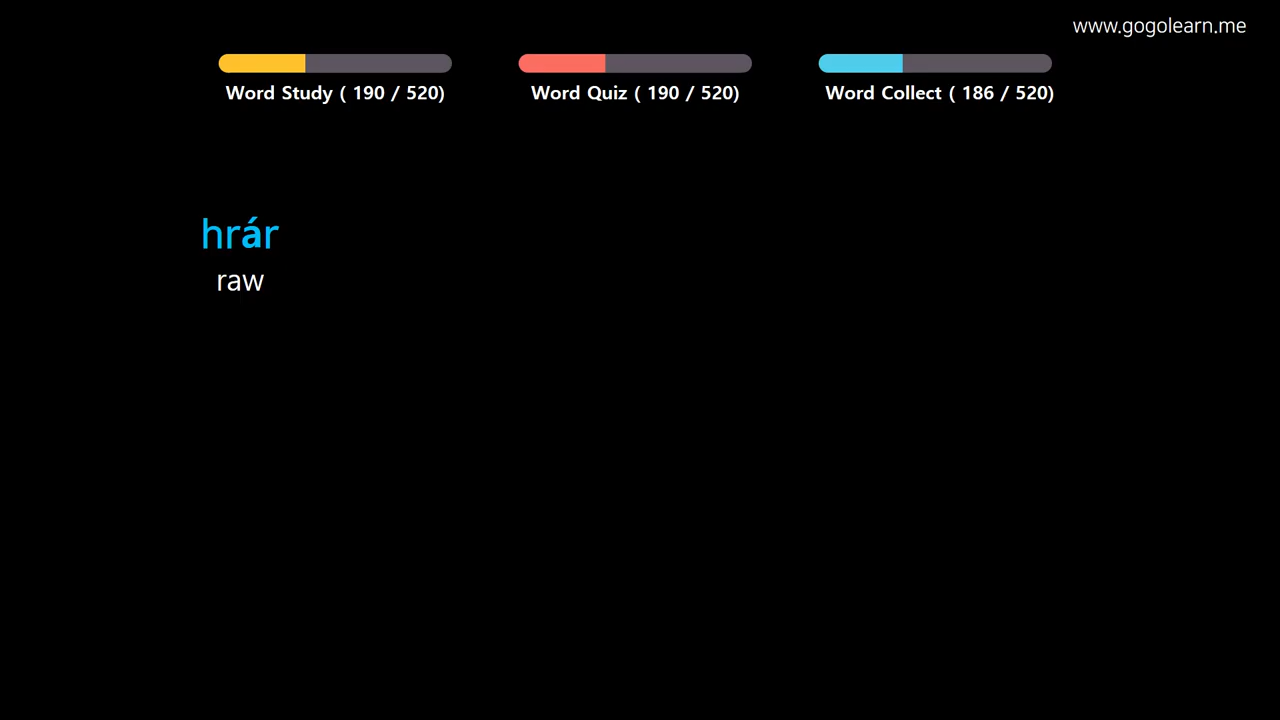 www.gogolearn.me
Word Study ( 190 / 520)
Word Quiz ( 190 / 520)
Word Collect ( 186 / 520)
hrár
raw